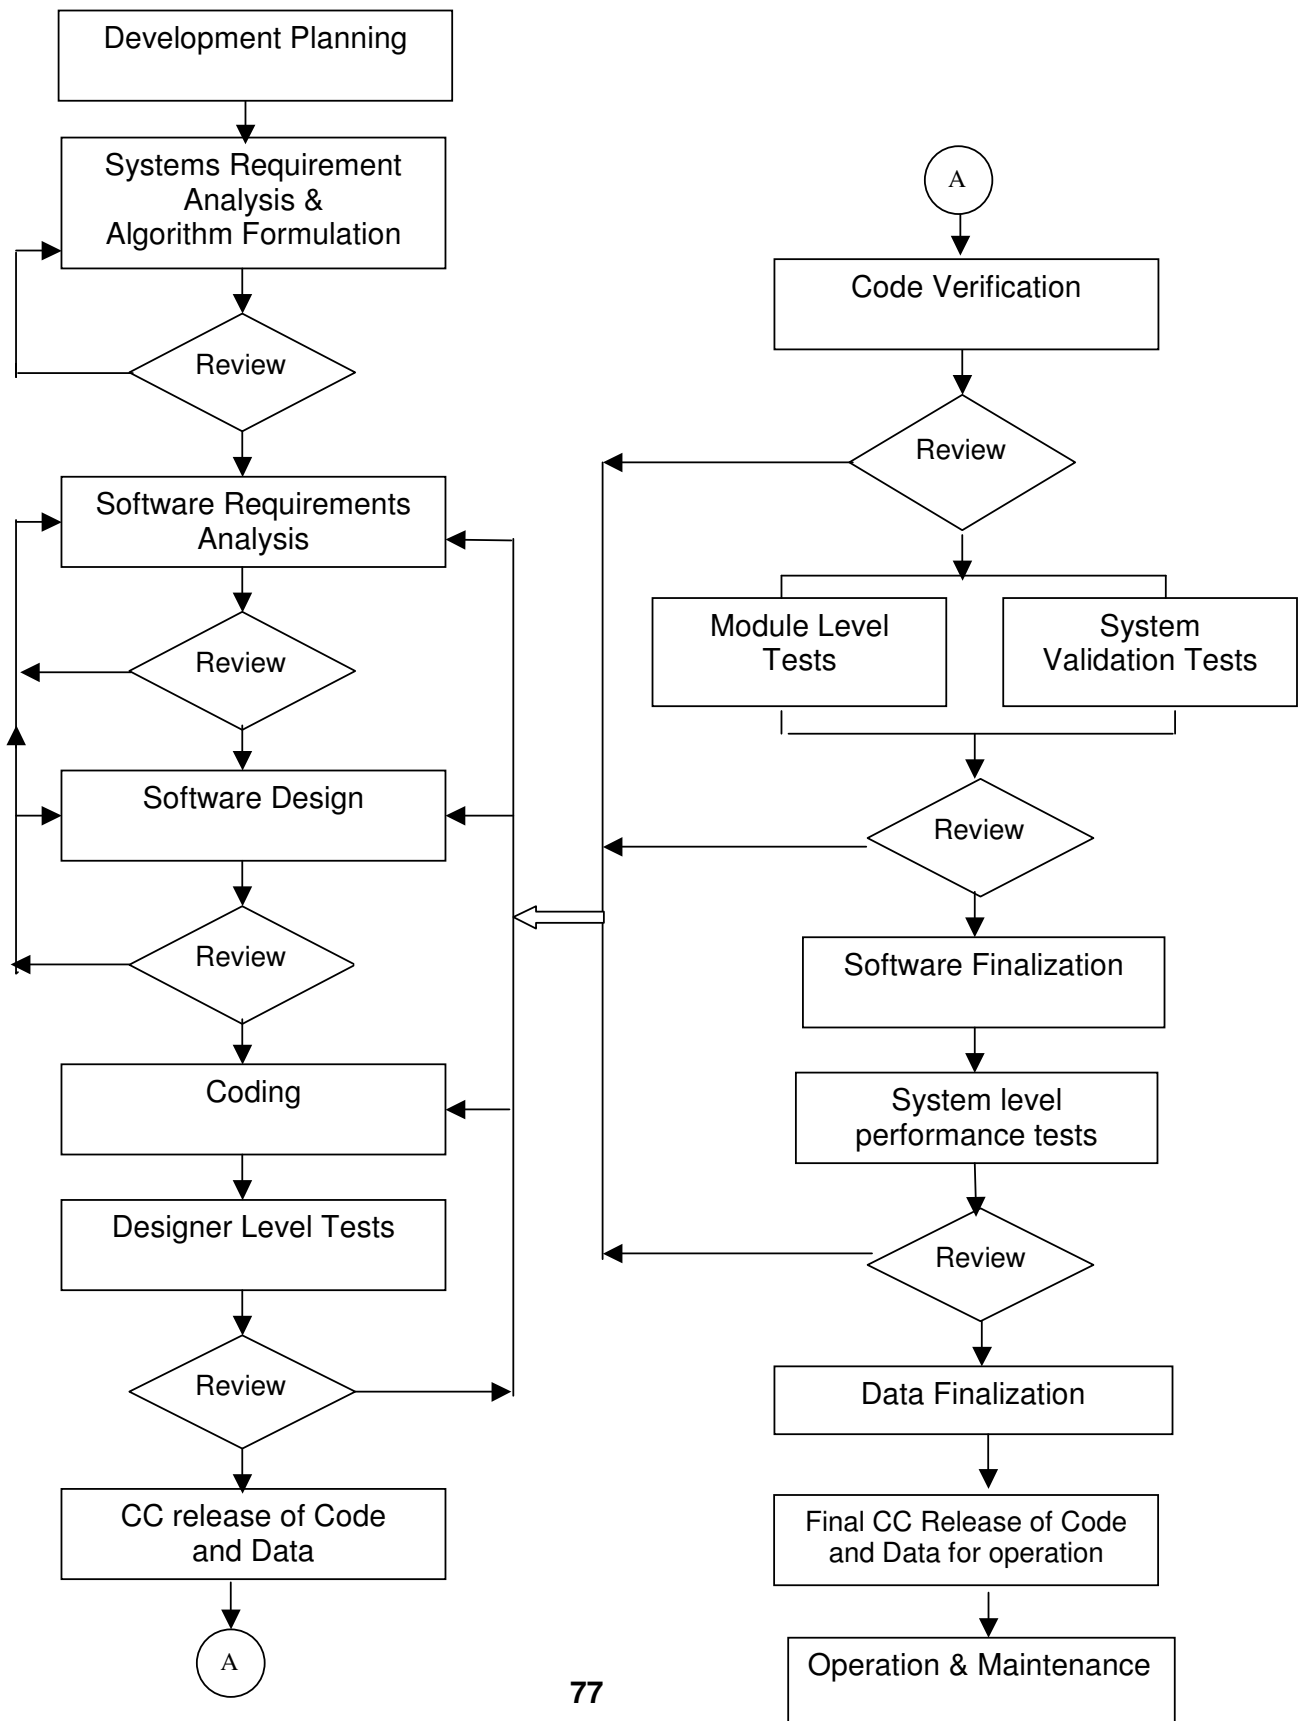 Development Planning
Systems Requirement
Analysis &
Algorithm Formulation
Review
Software Requirements
Analysis
Review
Software Design
Review
Coding
Designer Level Tests
Review
CC release of Code
and Data
A
A
Code Verification
Review
Module Level
Tests
System
Validation Tests
Review
Software Finalization
System level
performance tests
Review
Data Finalization
Final CC Release of Code
and Data for operation
Operation & Maintenance
77